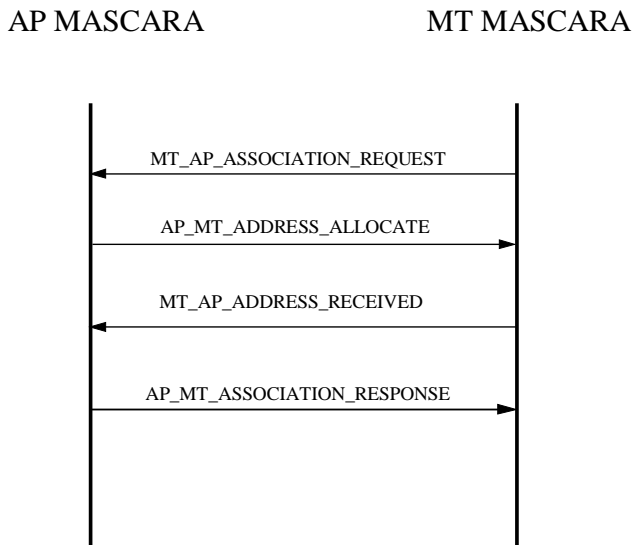 AP MASCARA
MT MASCARA
MT_AP_ASSOCIATION_REQUEST
AP_MT_ADDRESS_ALLOCATE
MT_AP_ADDRESS_RECEIVED
AP_MT_ASSOCIATION_RESPONSE